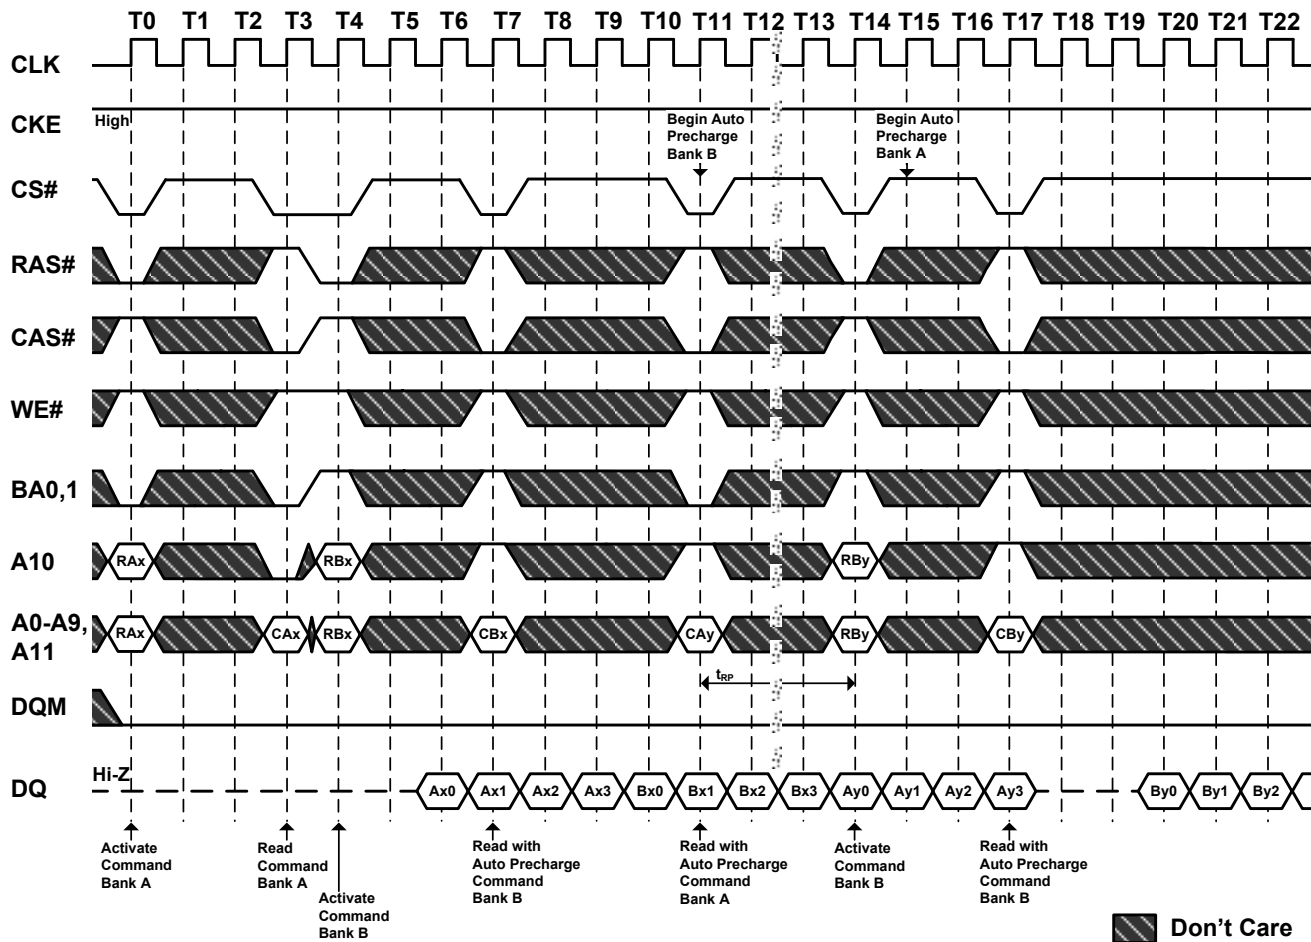 T0 T1 T2 T3 T4 T5 T6 T7 T8 T9 T10 T11 T12 T13 T14 T15 T16 T17 T18 T19 T20 T21 T22
CLK
CKE
High
Begin Auto
Precharge
Bank B
Begin Auto
Precharge
Bank A
CS#
RAS#
CAS#
WE#
BA0,1
A10
RAx RBx RBy
A0-A9,
A11
RAx CAx RBx CBx CAy RBy CBy
tRP
DQM
DQ
Hi-Z
Ax0 Ax1 Ax2 Ax3 Bx0 Bx1 Bx2 Bx3 Ay0 Ay1 Ay2 Ay3 By0 By1 By2
Activate
Command
Bank A
Read
Command
Bank A
Activate
Command
Bank B
Read with
Auto Precharge
Command
Bank B
Read with
Auto Precharge
Command
Bank A
Activate
Command
Bank B
Read with
Auto Precharge
Command
Bank B
Don't Care